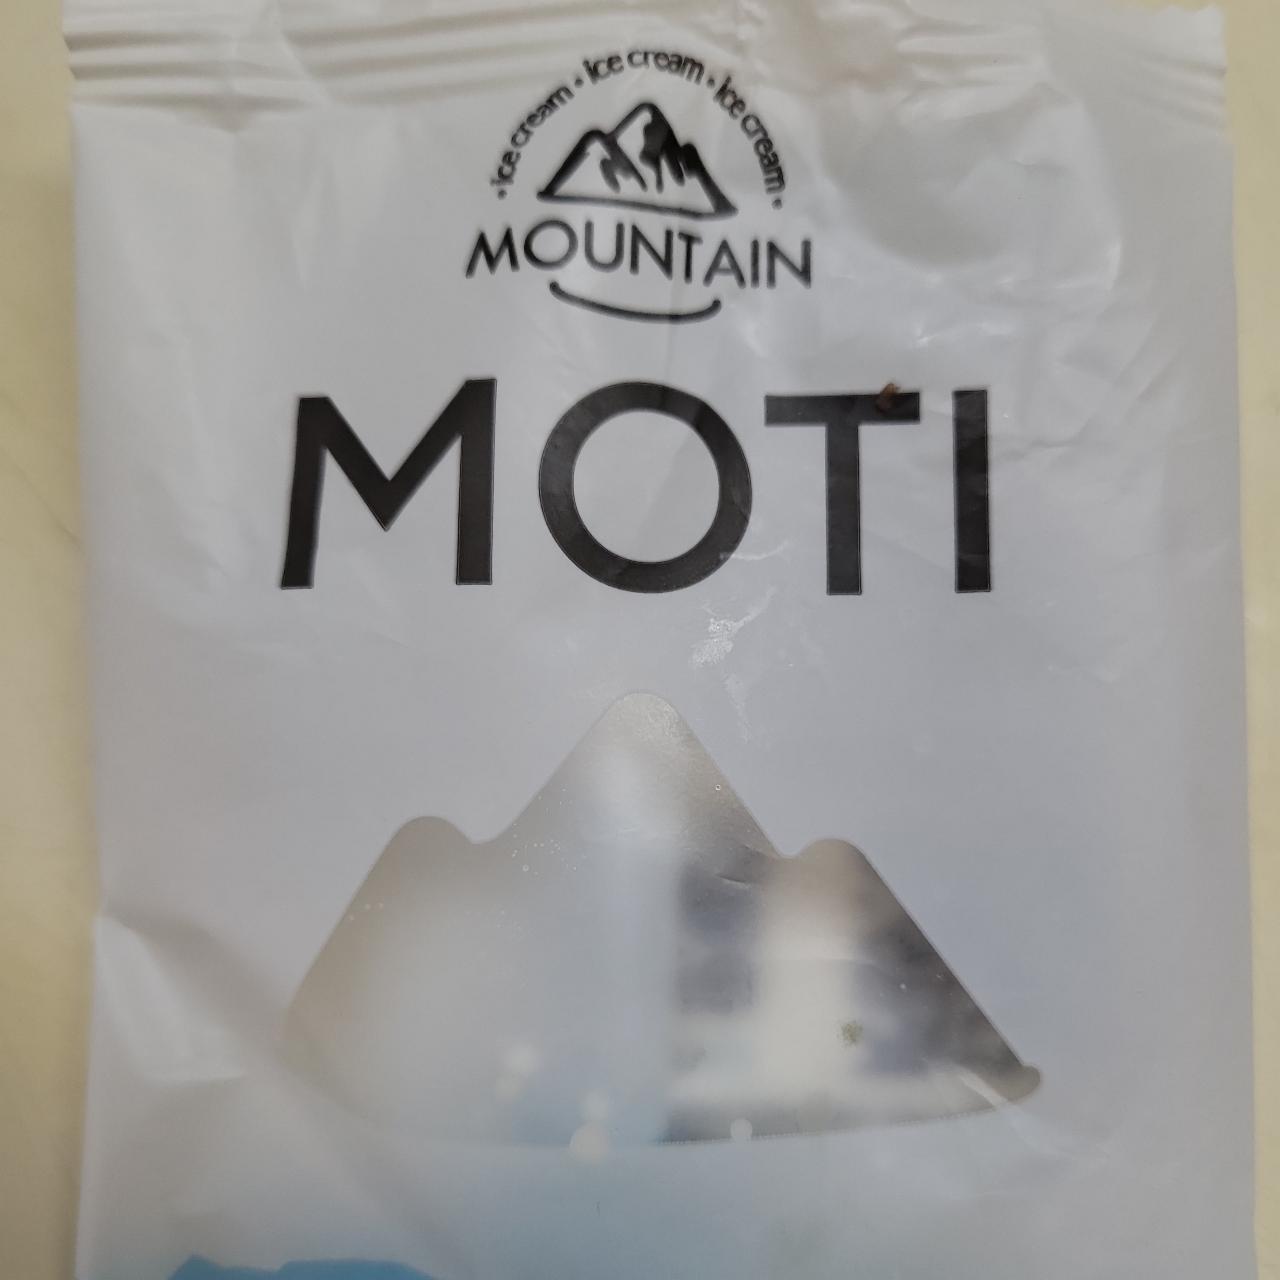 • Ice cream • Ice cream • Ice cream •
MOUNTAIN
MOTI